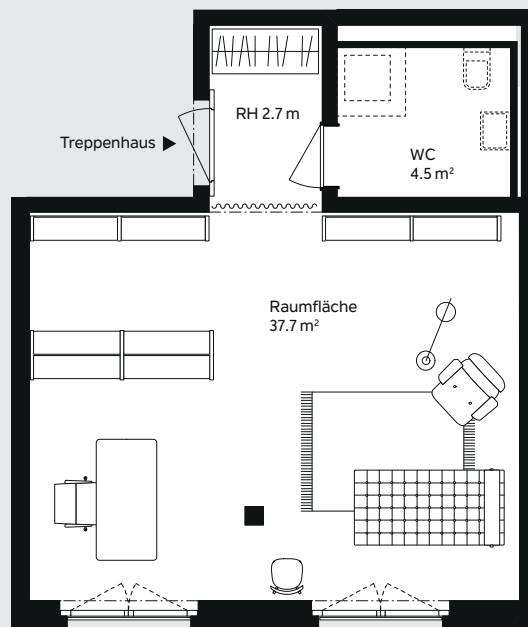 RH 2.7 m
Treppenhaus ▶
WC
4.5 m²
Raumfläche
37.7 m²